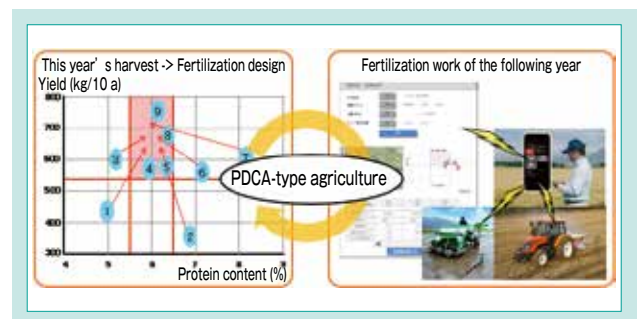 This year's harvest -> Fertilization design
Yield (kg/10 a)
800
700
600
500
400
300
4 5 6 7 8 9
Protein content (%)
1
2
3
4
5
6
7
8
9
PDCA-type agriculture
Fertilization work of the following year